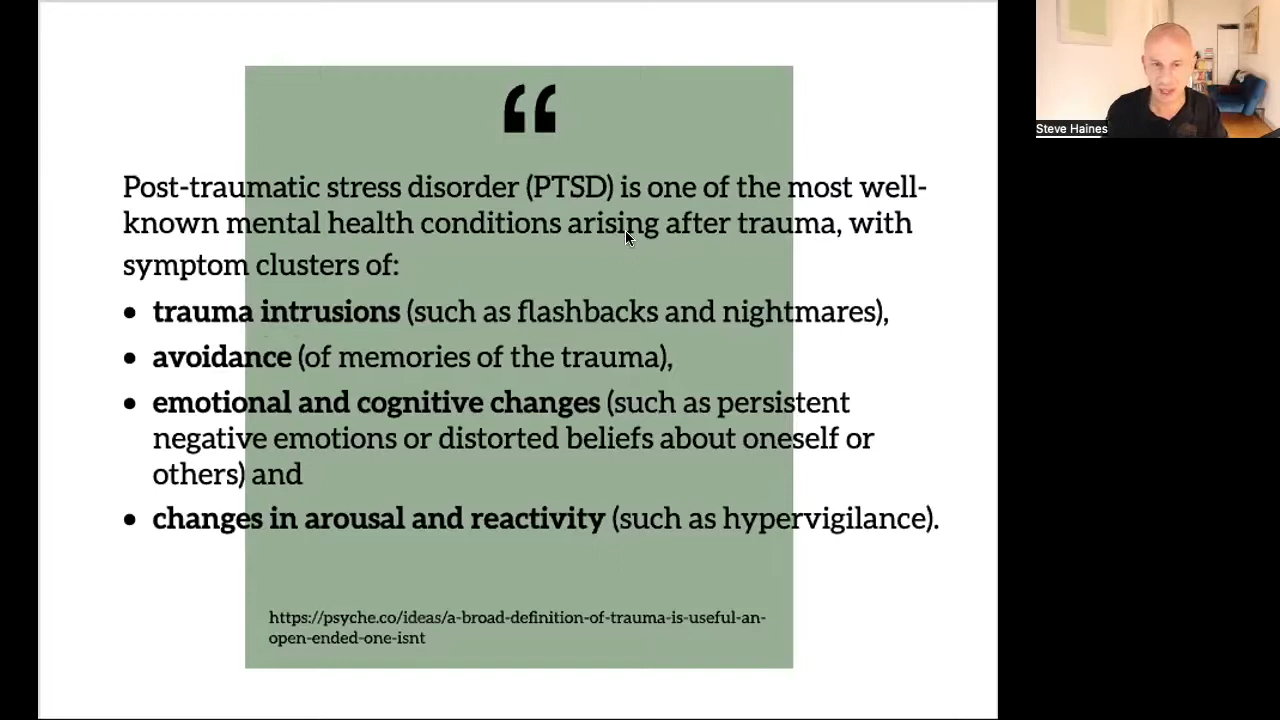 “
Post-traumatic stress disorder (PTSD) is one of the most well-
known mental health conditions arising after trauma, with
symptom clusters of:
• trauma intrusions (such as flashbacks and nightmares),
• avoidance (of memories of the trauma),
• emotional and cognitive changes (such as persistent
negative emotions or distorted beliefs about oneself or
others) and
• changes in arousal and reactivity (such as hypervigilance).
https://psyche.co/ideas/a-broad-definition-of-trauma-is-useful-an-
open-ended-one-isnt
Steve Haines